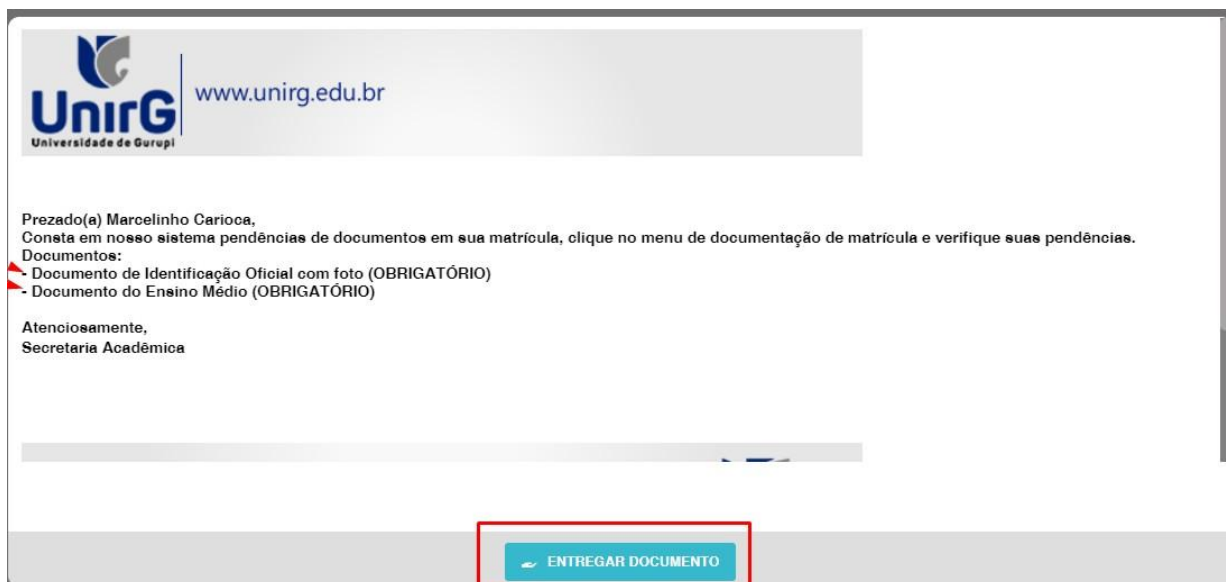 UnirG
Universidade de Gurupi
www.unirg.edu.br
Prezado(a) Marcelinho Carioca,
Consta em nosso sistema pendências de documentos em sua matrícula, clique no menu de documentação de matrícula e verifique suas pendências.
Documentos:
- Documento de Identificação Oficial com foto (OBRIGATÓRIO)
- Documento do Ensino Médio (OBRIGATÓRIO)
Atenciosamente,
Secretaria Acadêmica
ENTREGAR DOCUMENTO